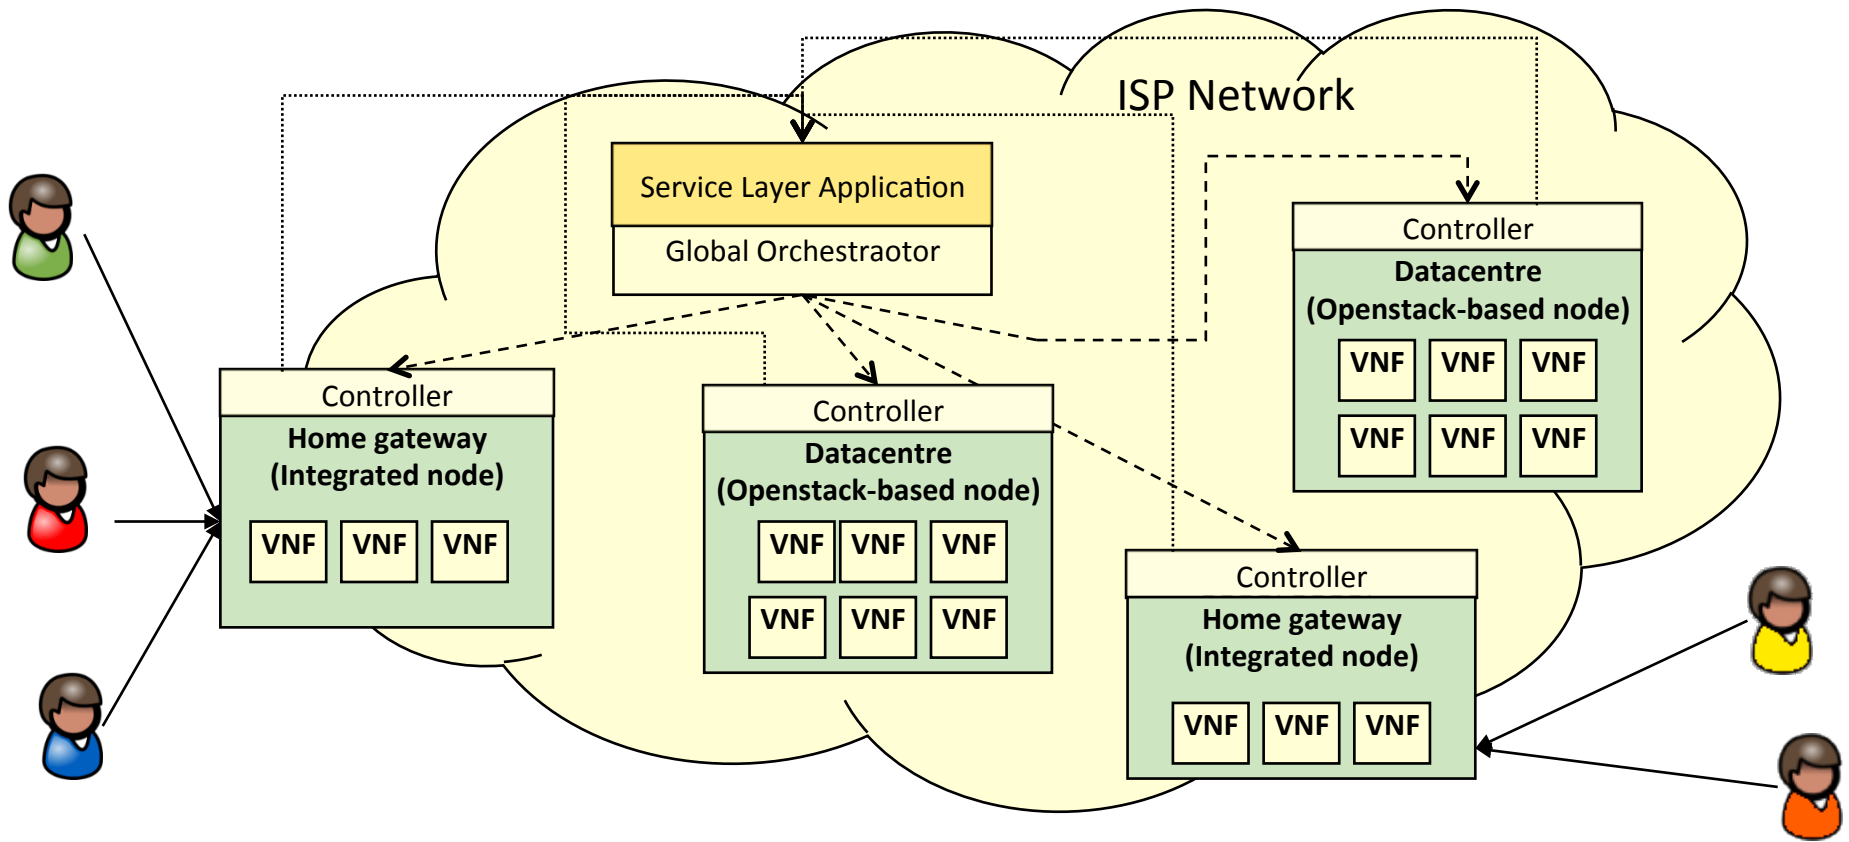 ISP Network
Service Layer Application
Global Orchestraotor
Controller
Datacentre
(Openstack-based node)
VNF VNF VNF
VNF VNF VNF
Controller
Home gateway
(Integrated node)
VNF VNF VNF
Controller
Datacentre
(Openstack-based node)
VNF VNF VNF
VNF VNF VNF
Controller
Home gateway
(Integrated node)
VNF VNF VNF